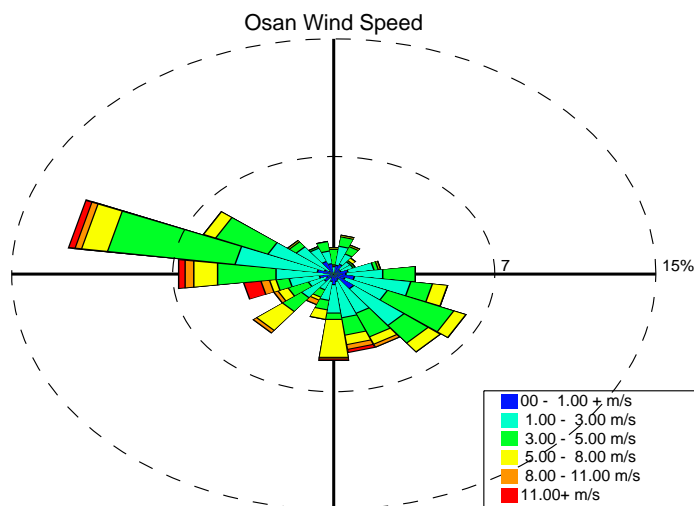 Osan Wind Speed
7
15%
00 - 1.00 + m/s
1.00 - 3.00 m/s
3.00 - 5.00 m/s
5.00 - 8.00 m/s
8.00 - 11.00 m/s
11.00+ m/s